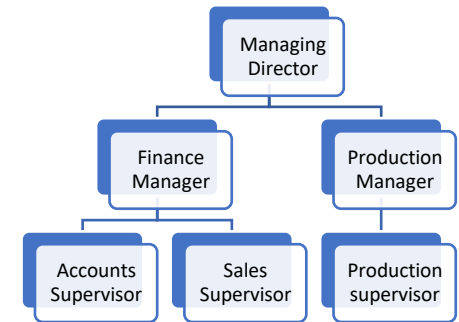 Managing
Director
Finance
Manager
Production
Manager
Accounts
Supervisor
Sales
Supervisor
Production
supervisor